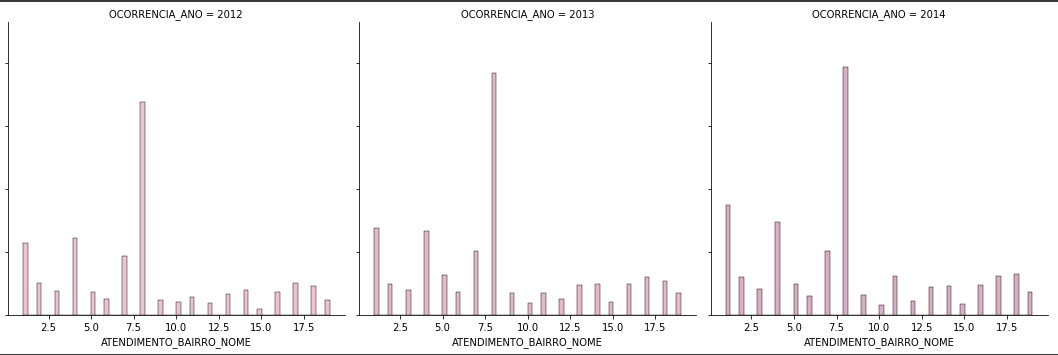 OCORRENCIA_ANO = 2012
OCORRENCIA_ANO = 2013
OCORRENCIA_ANO = 2014
2.5 5.0 7.5 10.0 12.5 15.0 17.5
2.5 5.0 7.5 10.0 12.5 15.0 17.5
2.5 5.0 7.5 10.0 12.5 15.0 17.5
ATENDIMENTO_BAIRRO_NOME
ATENDIMENTO_BAIRRO_NOME
ATENDIMENTO_BAIRRO_NOME